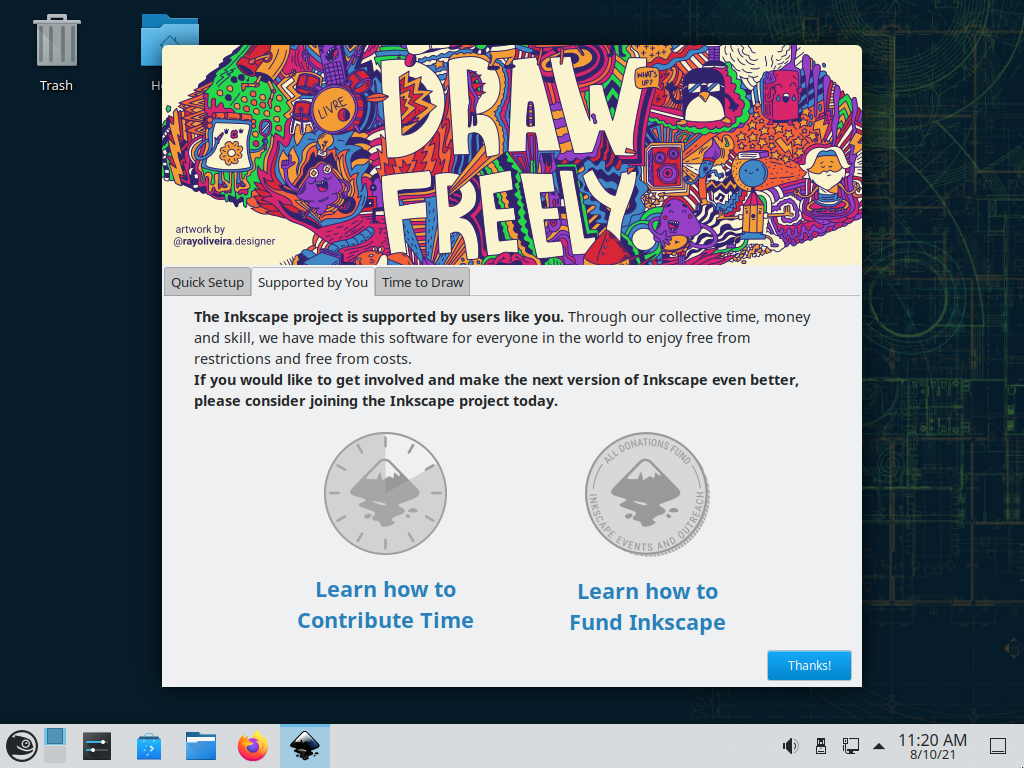 Trash
Ho
LIVRE
DRAW
FREELY
WHAT'S
UP?
artwork by
@rayoliveira.designer
Quick Setup
Supported by You
Time to Draw
The Inkscape project is supported by users like you. Through our collective time, money
and skill, we have made this software for everyone in the world to enjoy free from
restrictions and free from costs.
If you would like to get involved and make the next version of Inkscape even better,
please consider joining the Inkscape project today.
ALL DONATIONS FUND
INKSCAPE EVENTS AND OUTREACH
Learn how to
Contribute Time
Learn how to
Fund Inkscape
Thanks!
11:20 AM
8/10/21